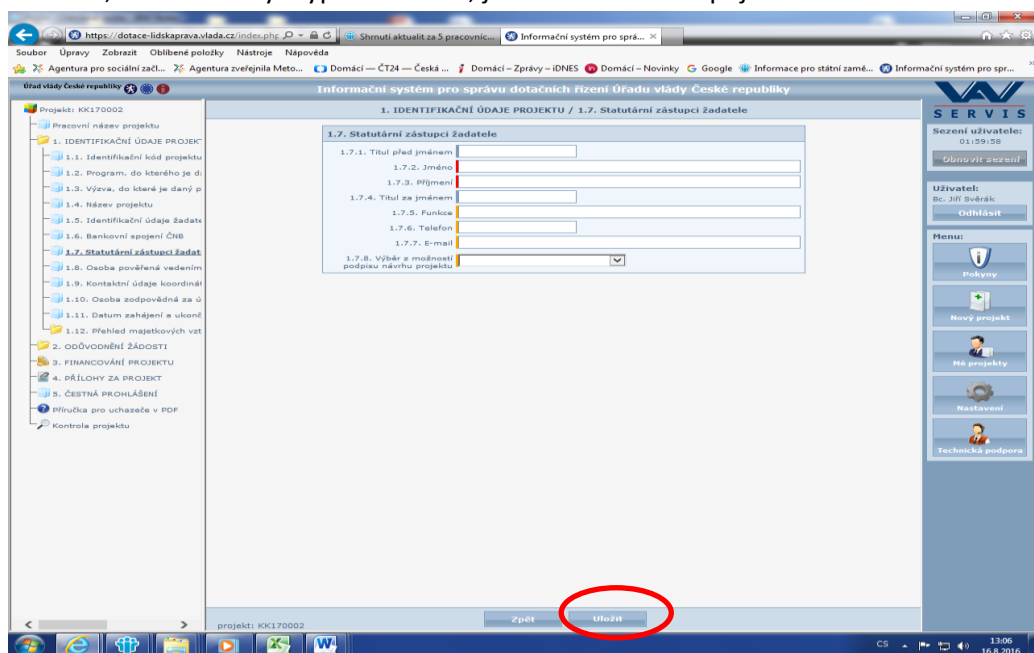 https://dotace-lidskaprava.vlada.cz/index.php
Shrnutí aktualit za 5 pracovníc...
Informační systém pro sprá...
Soubor Úpravy Zobrazit Oblíbené položky Nástroje Nápověda
Agentura pro sociální začl... Agentura zveřejnila Meto... Domácí — ČT24 — Česká ... Domácí – Zprávy – iDNES Domácí – Novinky Google Informace pro státní zamě... Informační systém pro spr...
Úřad vlády České republiky
Informační systém pro správu dotačních řízení Úřadu vlády České republiky
Projekt: KK170002
Pracovní název projektu
1. IDENTIFIKAČNÍ ÚDAJE PROJEK
1.1. Identifikační kód projektu
1.2. Program. do kterého je d
1.3. Výzva, do které je daný p
1.4. Název projektu
1.5. Identifikační údaje žadate
1.6. Bankovní spojení ČNB
1.7. Statutární zástupci žadat
1.8. Osoba pověřená vedením
1.9. Kontaktní údaje koordinát
1.10. Osoba zodpovědná za ú
1.11. Datum zahájení a ukonč
1.12. Přehled majetkových vzt
2. ODŮVODNĚNÍ ŽÁDOSTI
3. FINANCOVÁNÍ PROJEKTU
4. PŘÍLOHY ZA PROJEKT
5. ČESTNÁ PROHLÁŠENÍ
Příručka pro uchazeče v PDF
Kontrola projektu
1. IDENTIFIKAČNÍ ÚDAJE PROJEKTU / 1.7. Statutární zástupci žadatele
1.7. Statutární zástupci žadatele
1.7.1. Titul před jménem
1.7.2. Jméno
1.7.3. Příjmení
1.7.4. Titul za jménem
1.7.5. Funkce
1.7.6. Telefon
1.7.7. E-mail
1.7.8. Výběr z možností
podpisu návrhu projektu
SERVIS
Sezení uživatele:
01:59:58
Obnovit sezení
Uživatel:
Bc. Jiří Svěrák
Odhlásit
Menu:
Pokyny
Nový projekt
Mé projekty
Nastavení
Technická podpora
projekt: KK170002
Zpět
Uložit
CS
13:06
16.8.2016